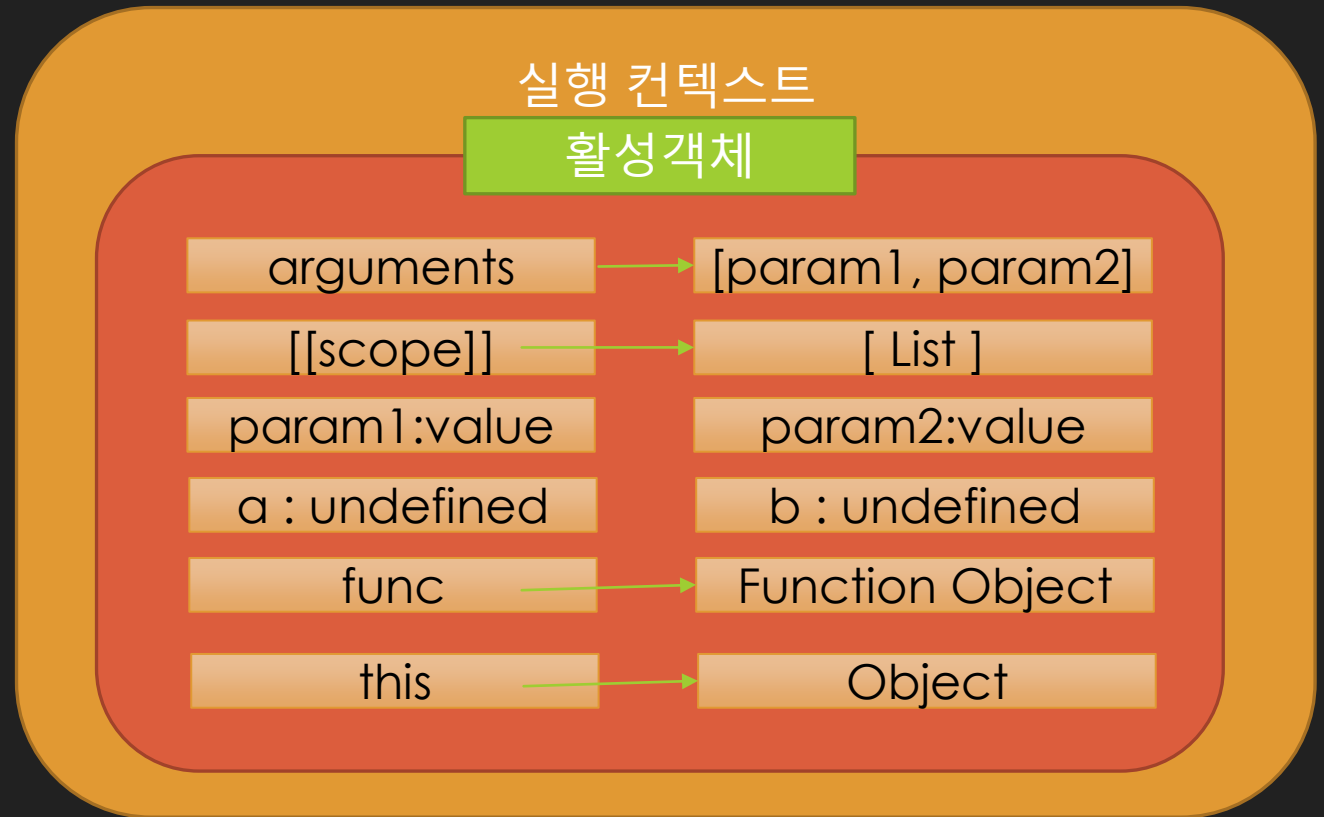 실행 컨텍스트
활성객체
arguments [param1, param2]
[[scope]] [ List ]
param1:value param2:value
a : undefined b : undefined
func Function Object
this Object